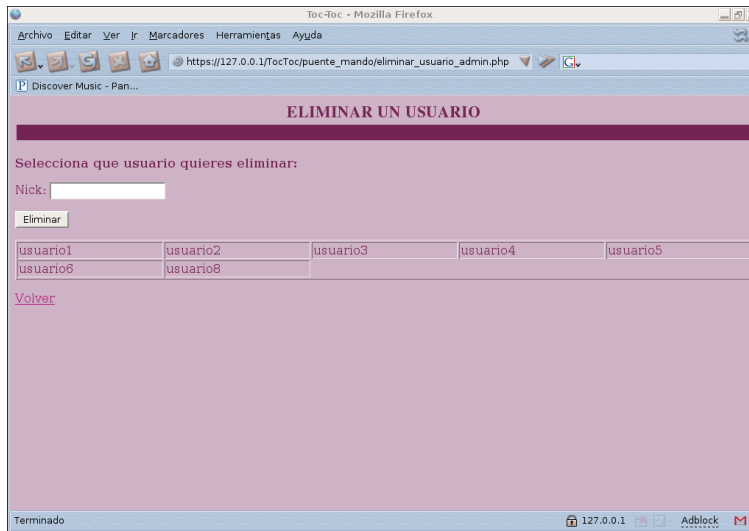 Toc-Toc - Mozilla Firefox
Archivo Editar Ver Ir Marcadores Herramientas Ayuda
https://127.0.0.1/TocToc/puente_mando/eliminar_usuario_admin.php G
P Discover Music - Pan...
ELIMINAR UN USUARIO
Selecciona que usuario quieres eliminar:
Nick:
Eliminar
usuario1 usuario2 usuario3 usuario4 usuario5
usuario6 usuario8
Volver
Terminado 127.0.0.1 Adblock M